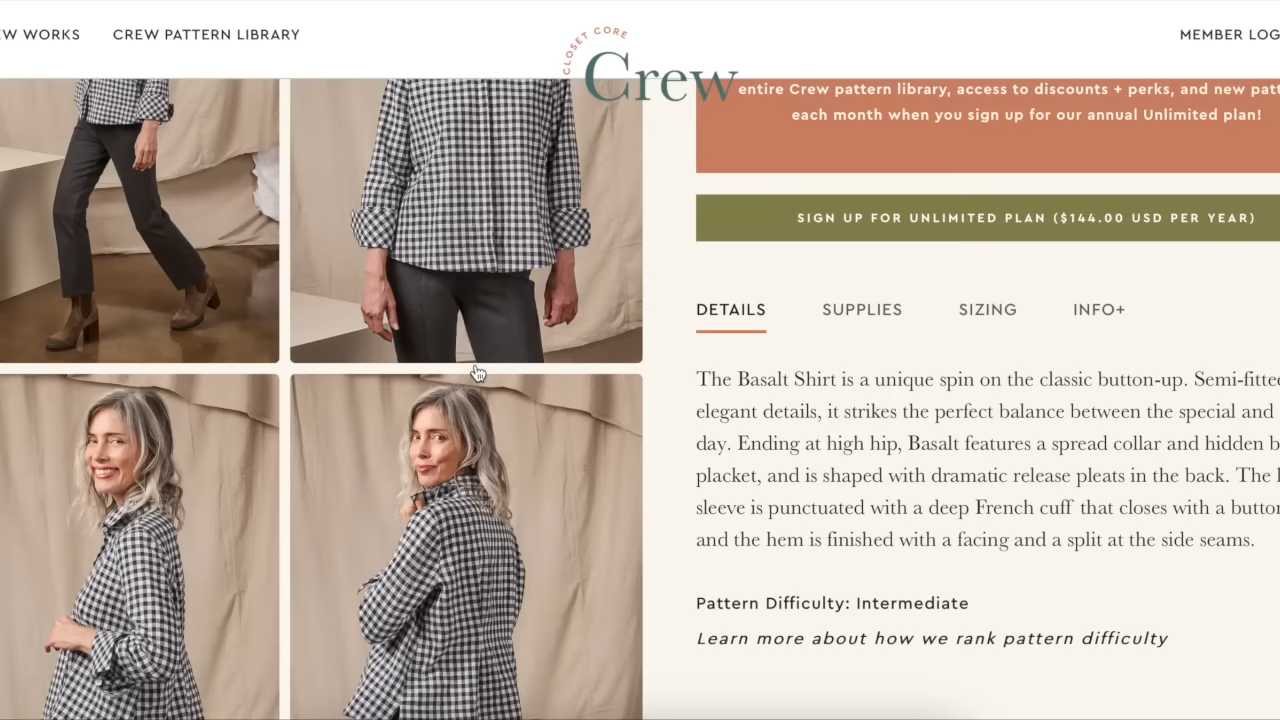 WORKS
CREW PATTERN LIBRARY
CLOSET CORE
Crew
MEMBER
entire Crew pattern library, access to discounts + perks, and new
each month when you sign up for our annual Unlimited plan!
SIGN UP FOR UNLIMITED PLAN ($144.00 USD PER YEAR)
DETAILS
SUPPLIES
SIZING
INFO+
The Basalt Shirt is a unique spin on the classic button-up.
elegant details, it strikes the perfect balance between the special and
day. Ending at high hip, Basalt features a spread collar and hidden
placket, and is shaped with dramatic release pleats in the back. The
sleeve is punctuated with a deep French cuff that closes with a
and the hem is finished with a facing and a split at the side seams.
Pattern Difficulty: Intermediate
Learn more about how we rank pattern difficulty